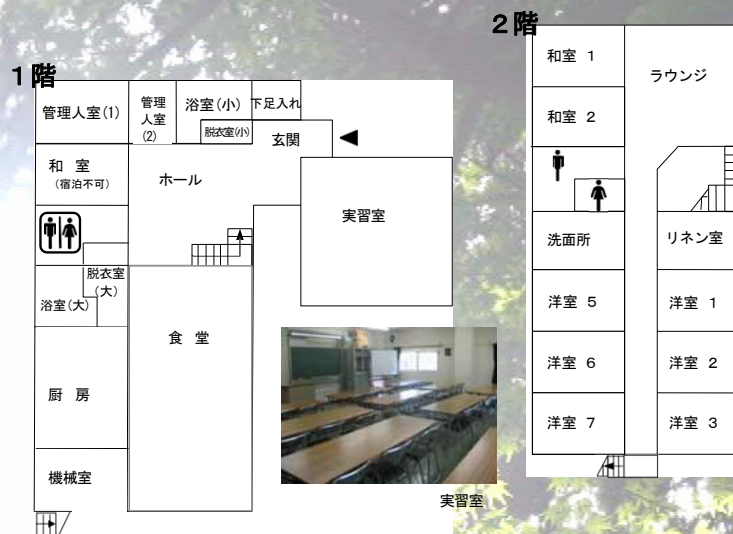 1階
管理人室(1)
管理
人室
(2)
浴室(小)
脱衣室(小)
下足入れ
玄関
和 室
(宿泊不可)
ホール
実習室
脱衣室
(大)
浴室(大)
食 堂
厨 房
機械室
実習室
2階
和室 1
ラウンジ
和室 2
洗面所
リネン室
洋室 5
洋室 1
洋室 6
洋室 2
洋室 7
洋室 3